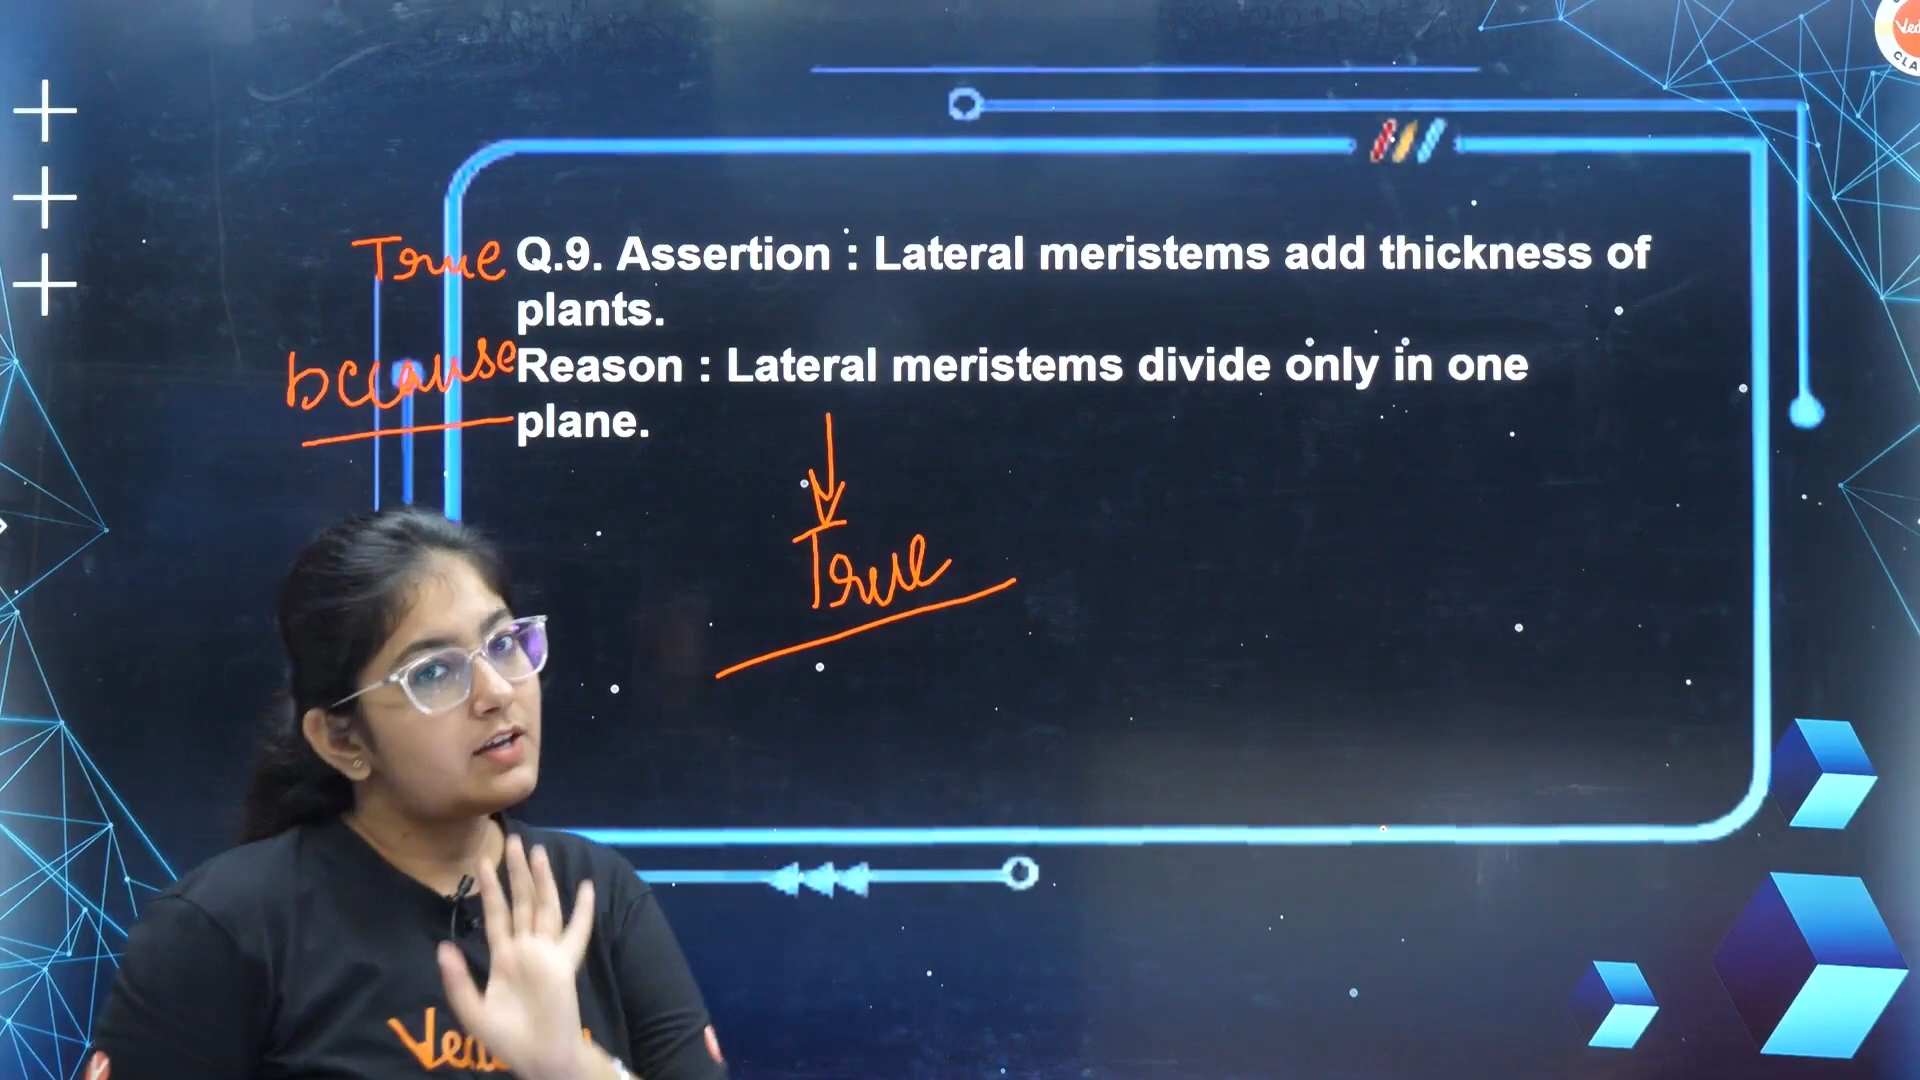 True Q.9. Assertion : Lateral meristems add thickness of
plants.
because Reason : Lateral meristems divide only in one
plane.
True